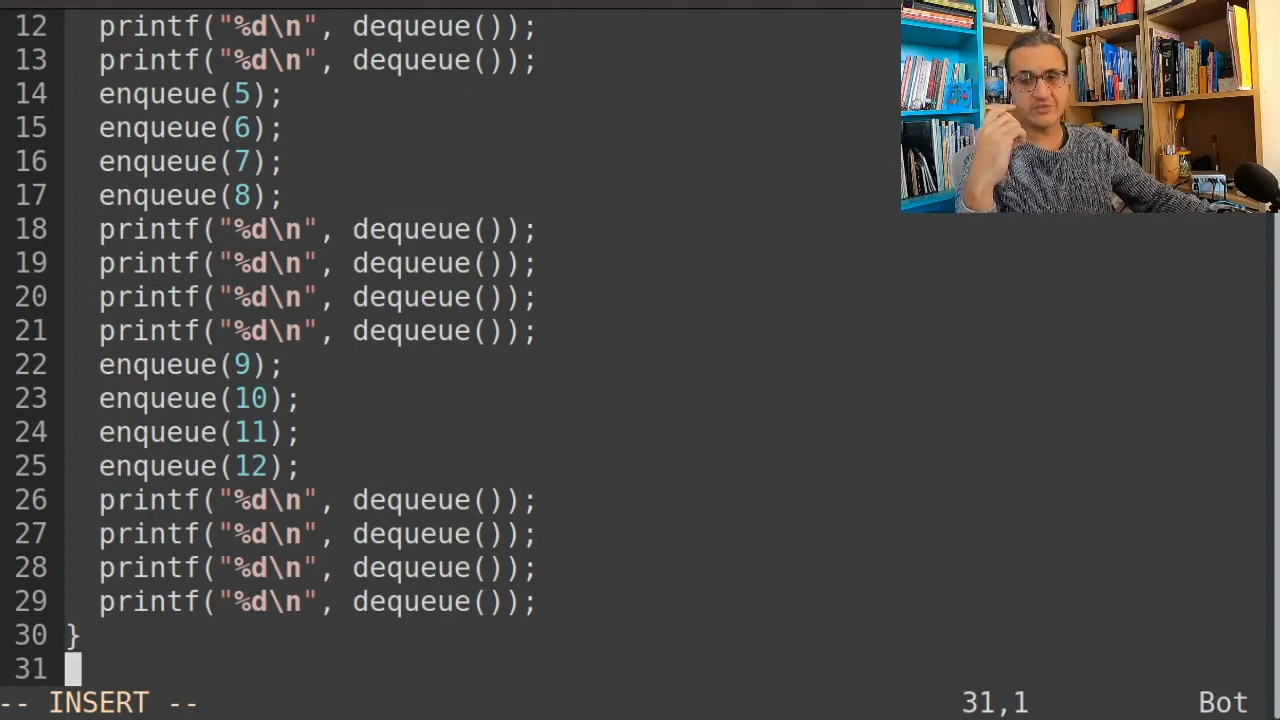 12 printf("%d\n", dequeue());
13 printf("%d\n", dequeue());
14 enqueue(5);
15 enqueue(6);
16 enqueue(7);
17 enqueue(8);
18 printf("%d\n", dequeue());
19 printf("%d\n", dequeue());
20 printf("%d\n", dequeue());
21 printf("%d\n", dequeue());
22 enqueue(9);
23 enqueue(10);
24 enqueue(11);
25 enqueue(12);
26 printf("%d\n", dequeue());
27 printf("%d\n", dequeue());
28 printf("%d\n", dequeue());
29 printf("%d\n", dequeue());
30 }
31
-- INSERT -- 31,1 Bot